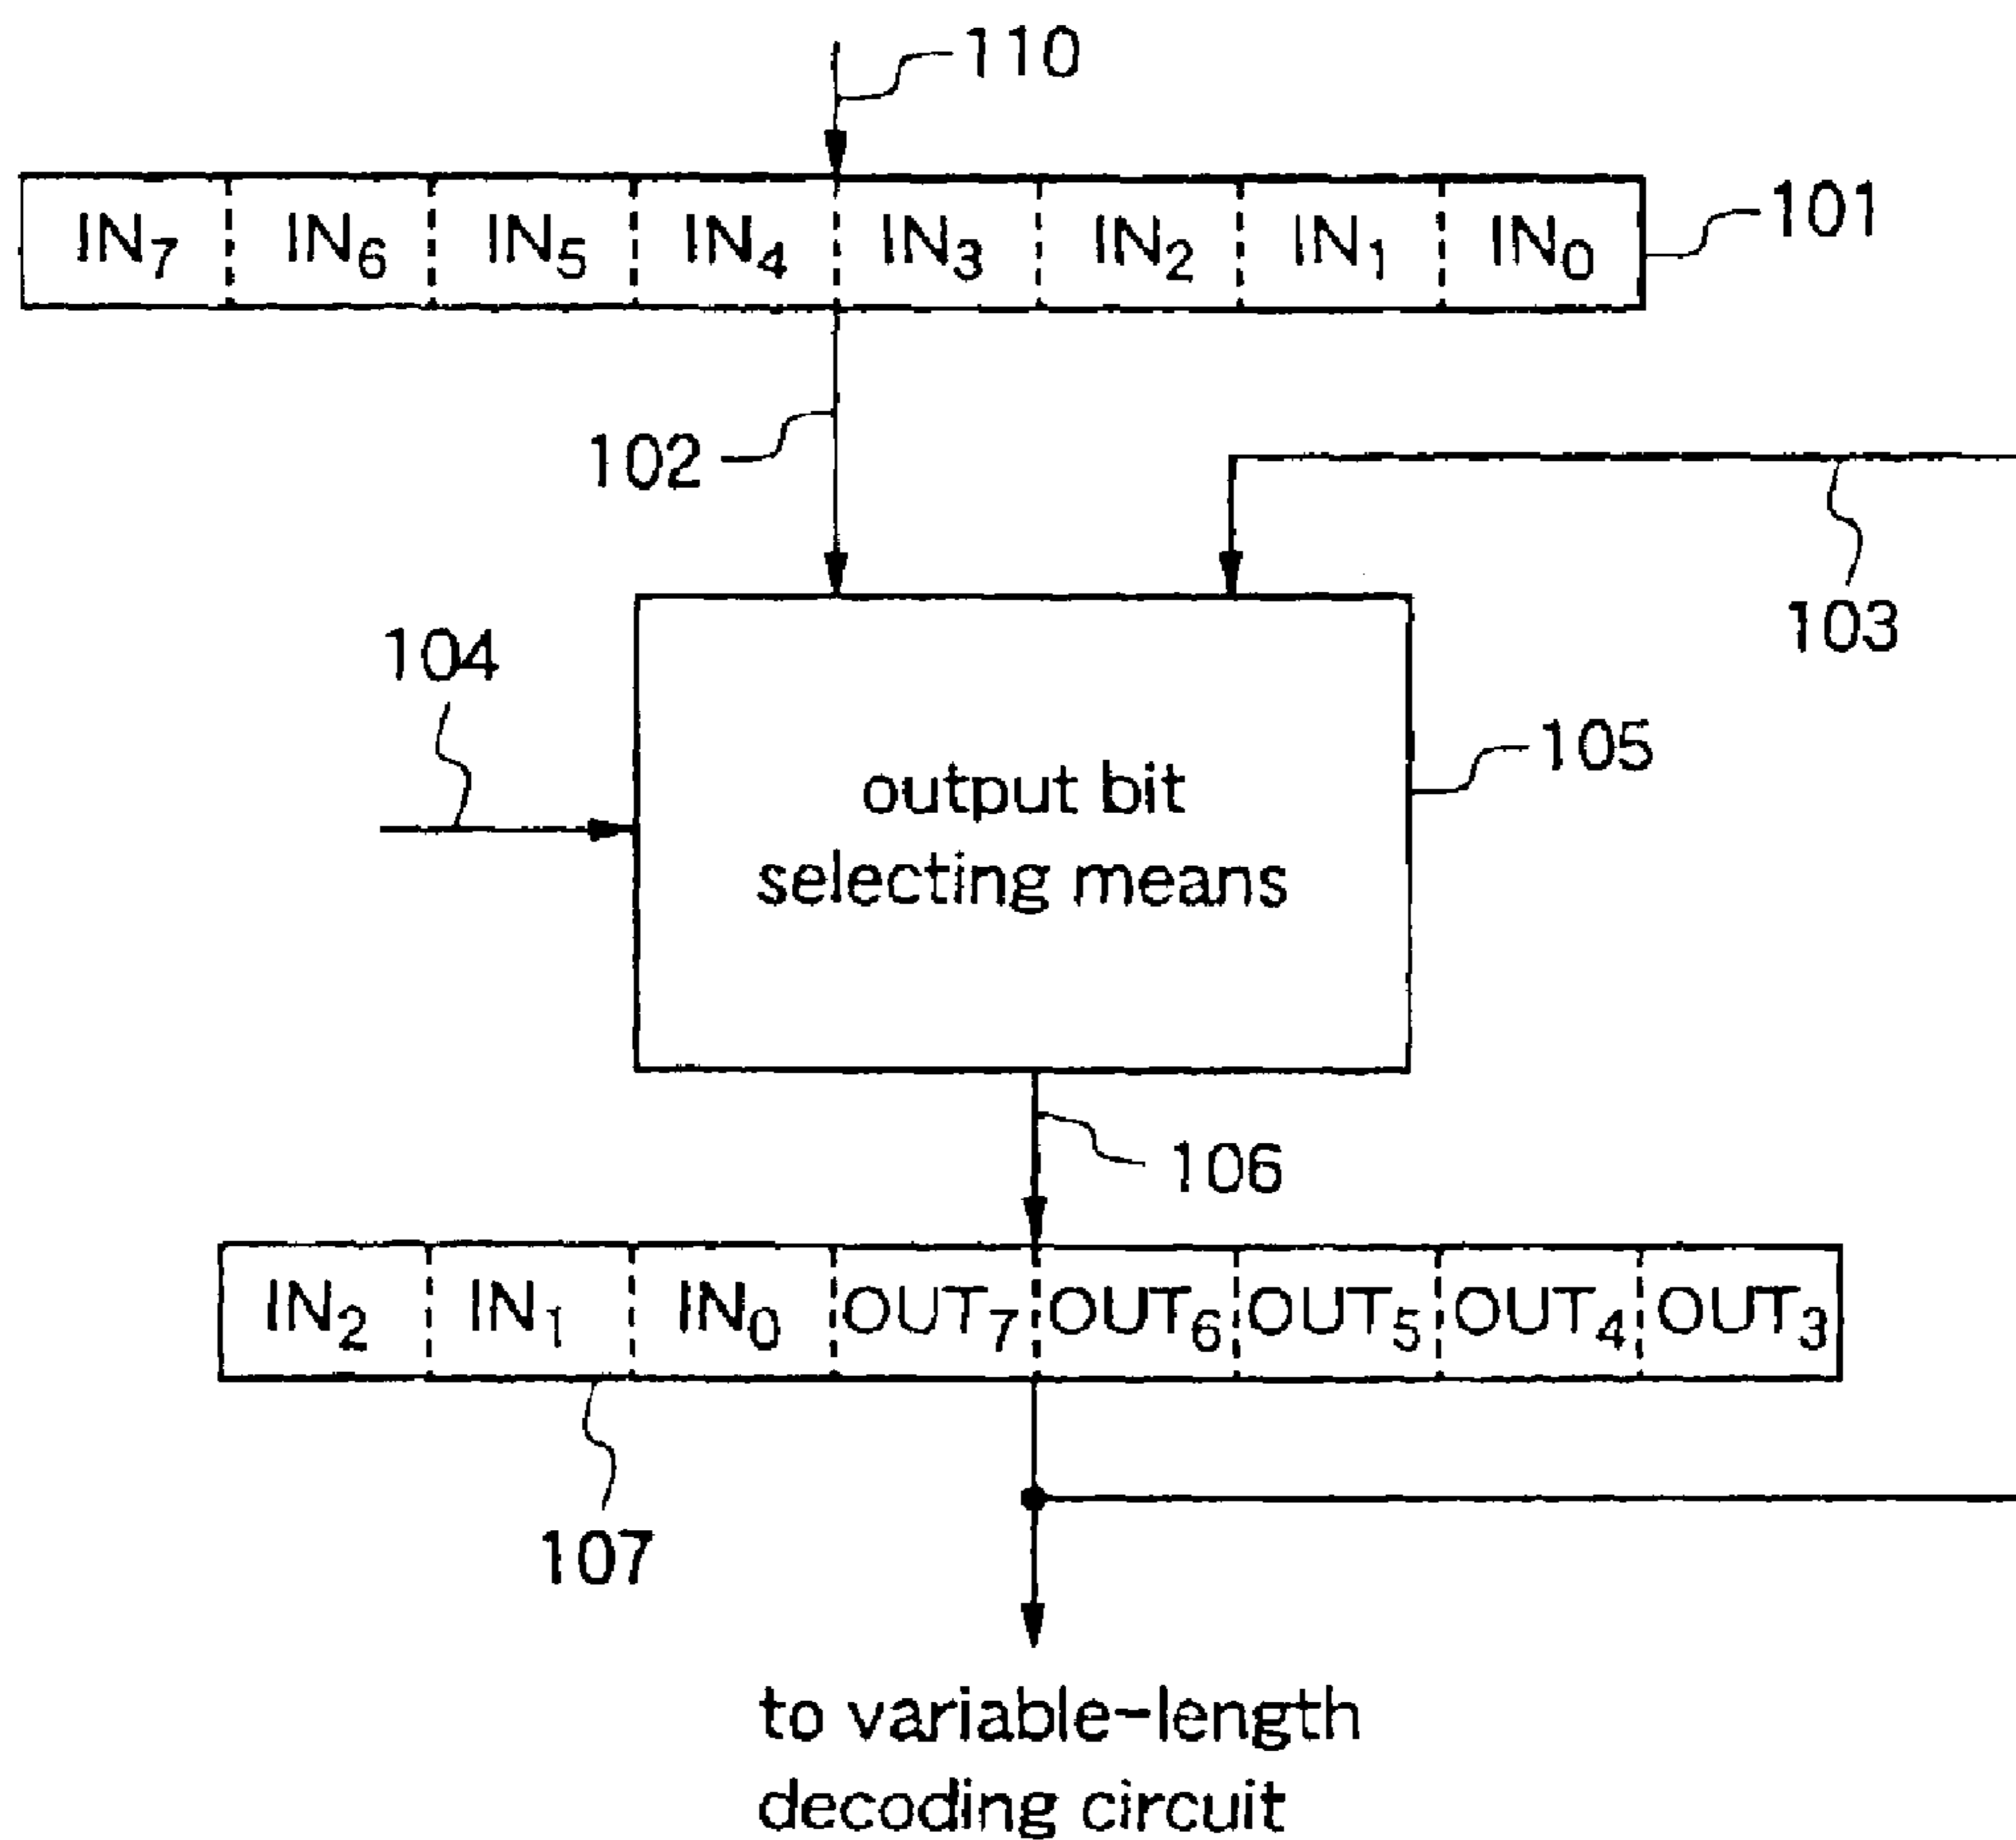 110
IN7 IN6 IN5 IN4 IN3 IN2 IN1 IN0
101
102
103
104
105
output bit
selecting means
106
IN2 IN1 IN0 OUT7 OUT6 OUT5 OUT4 OUT3
107
to variable-length
decoding circuit